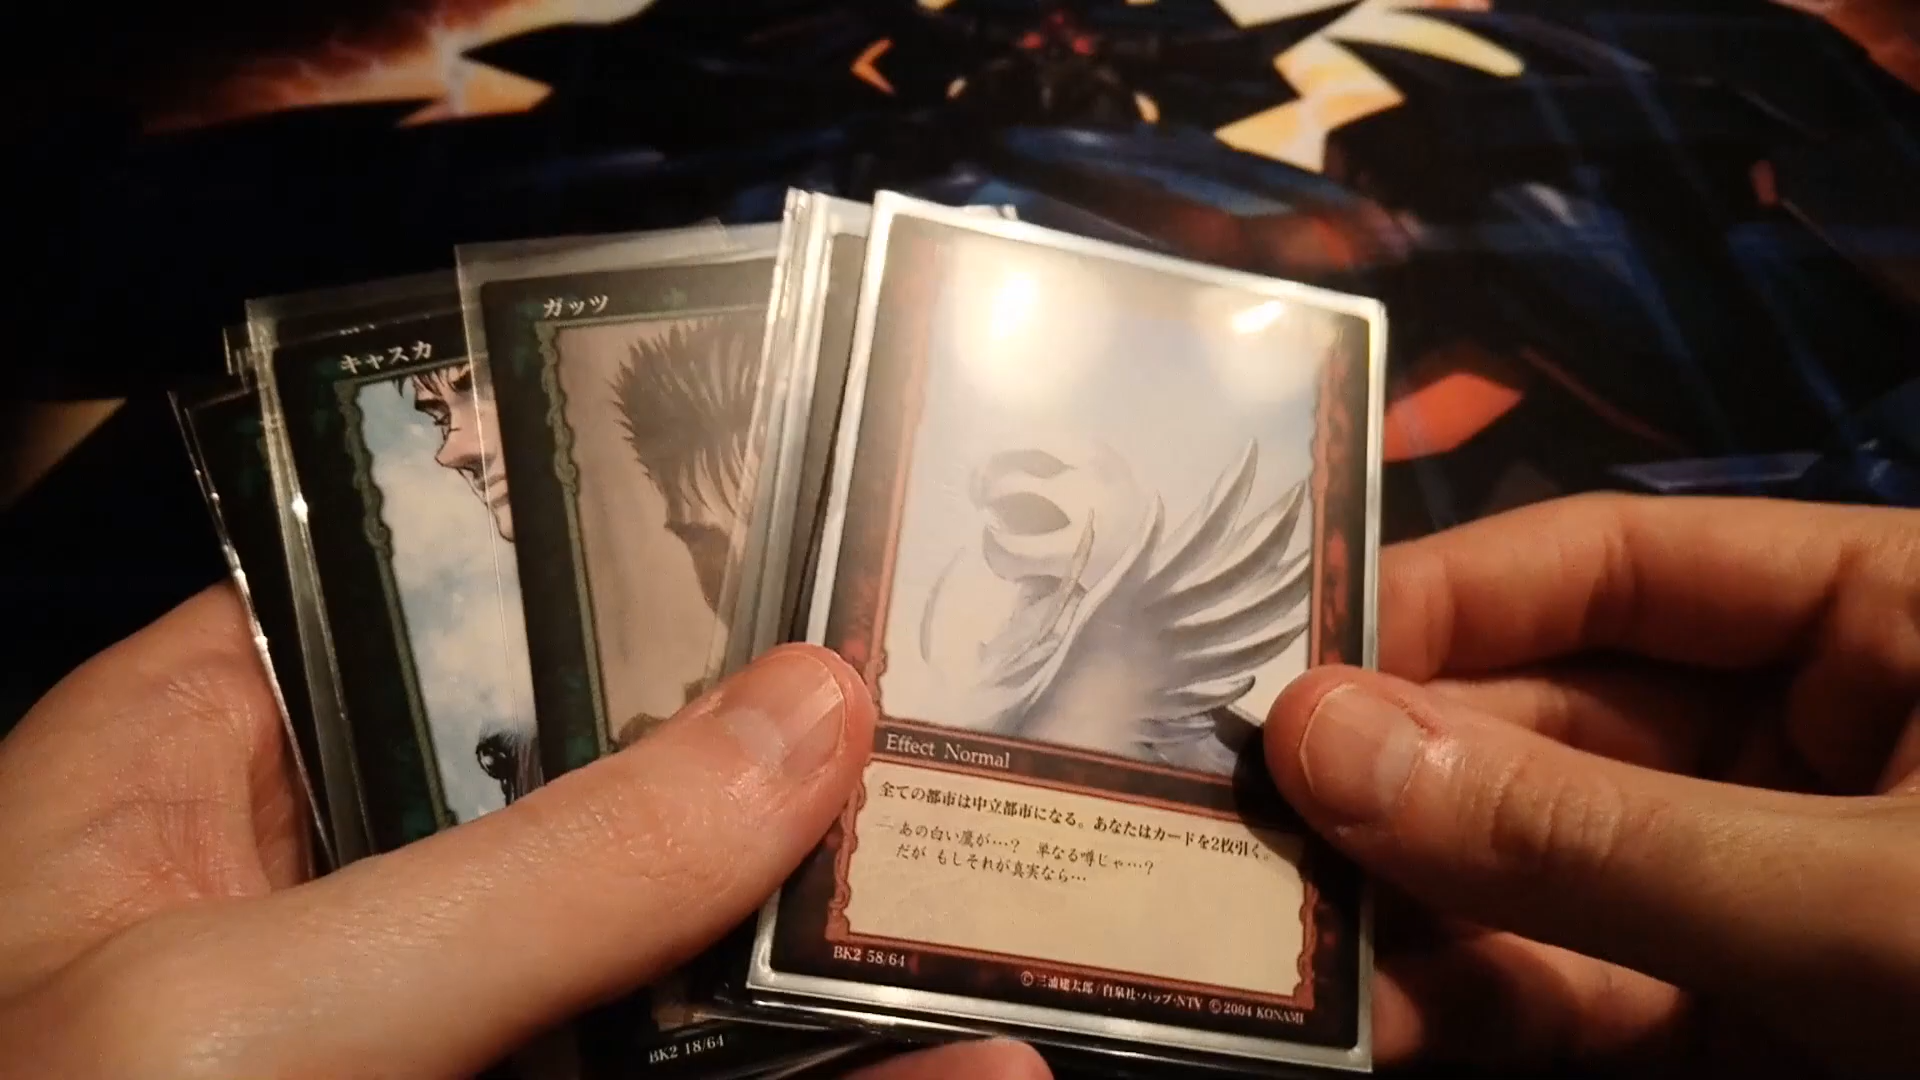 キャスカ
ガッツ
Effect Normal
全ての都市は中立都市になる。あなたはカードを2枚引く。
―あの白い鷹が…? 単なる噂じゃ…?
だが もしそれが真実なら…
BK2 58/64
Ⓒ三浦建太郎/白泉社・バップ・NTV Ⓒ2004 KONAMI
BK2 18/64